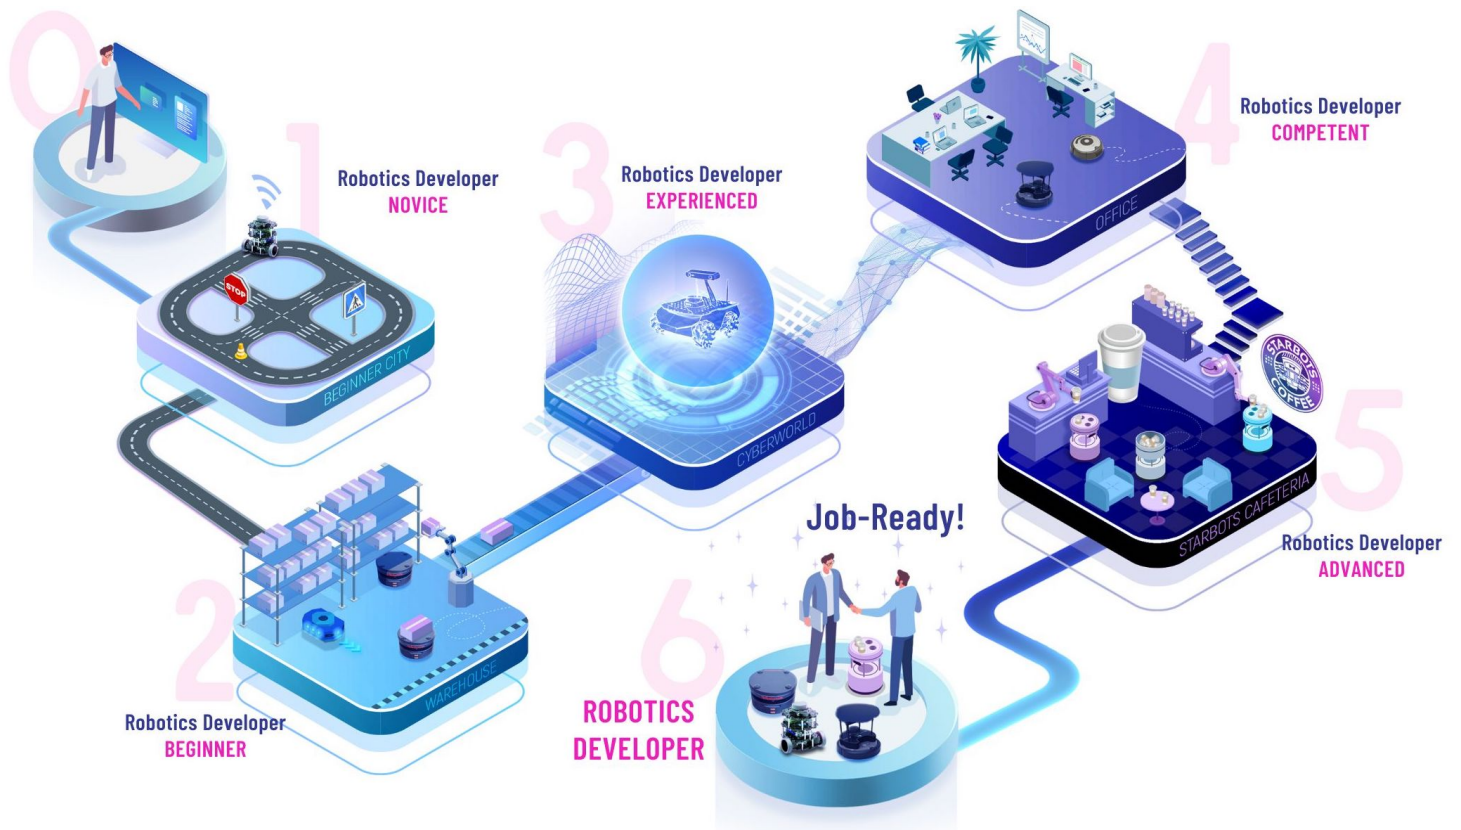 0
1
Robotics Developer
NOVICE
STOP
BEGINNER CITY
2
WAREHOUSE
Robotics Developer
BEGINNER
3
Robotics Developer
EXPERIENCED
CYBERWORLD
4
Robotics Developer
COMPETENT
OFFICE
STARBOTS
COFFEE
5
STARBOTS CAFETERIA
Robotics Developer
ADVANCED
Job-Ready!
6
ROBOTICS
DEVELOPER